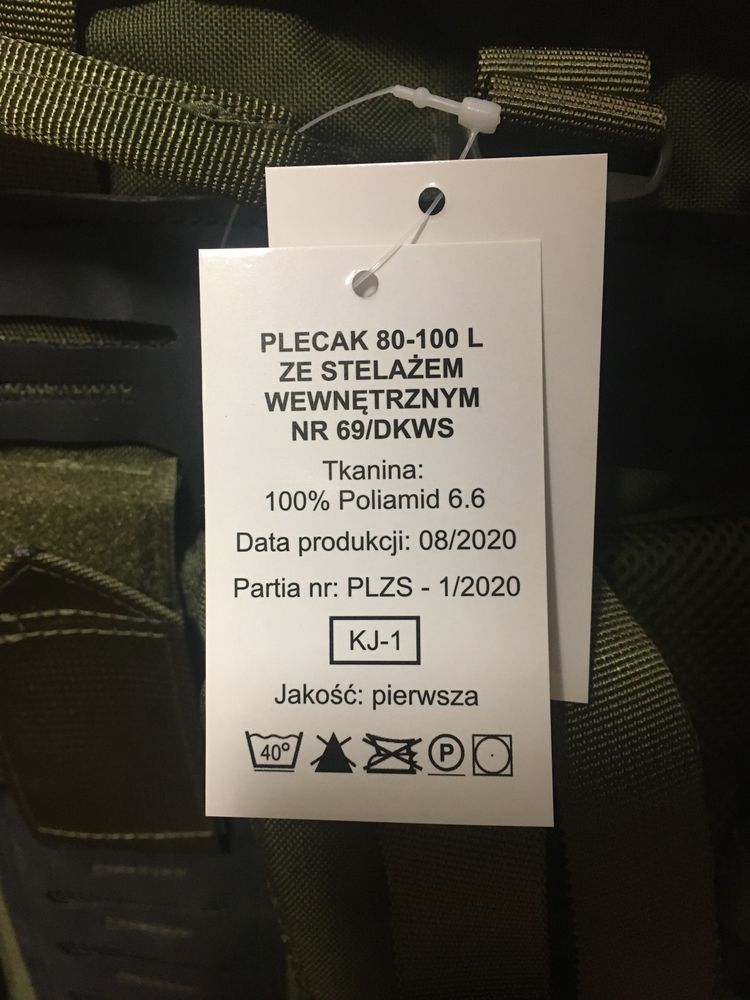 PLECAK 80-100 L
ZE STELAŻEM
WEWNĘTRZNYM
NR 69/DKWS
Tkanina:
100% Poliamid 6.6
Data produkcji: 08/2020
Partia nr: PLZS - 1/2020
KJ-1
Jakość: pierwsza
40° P